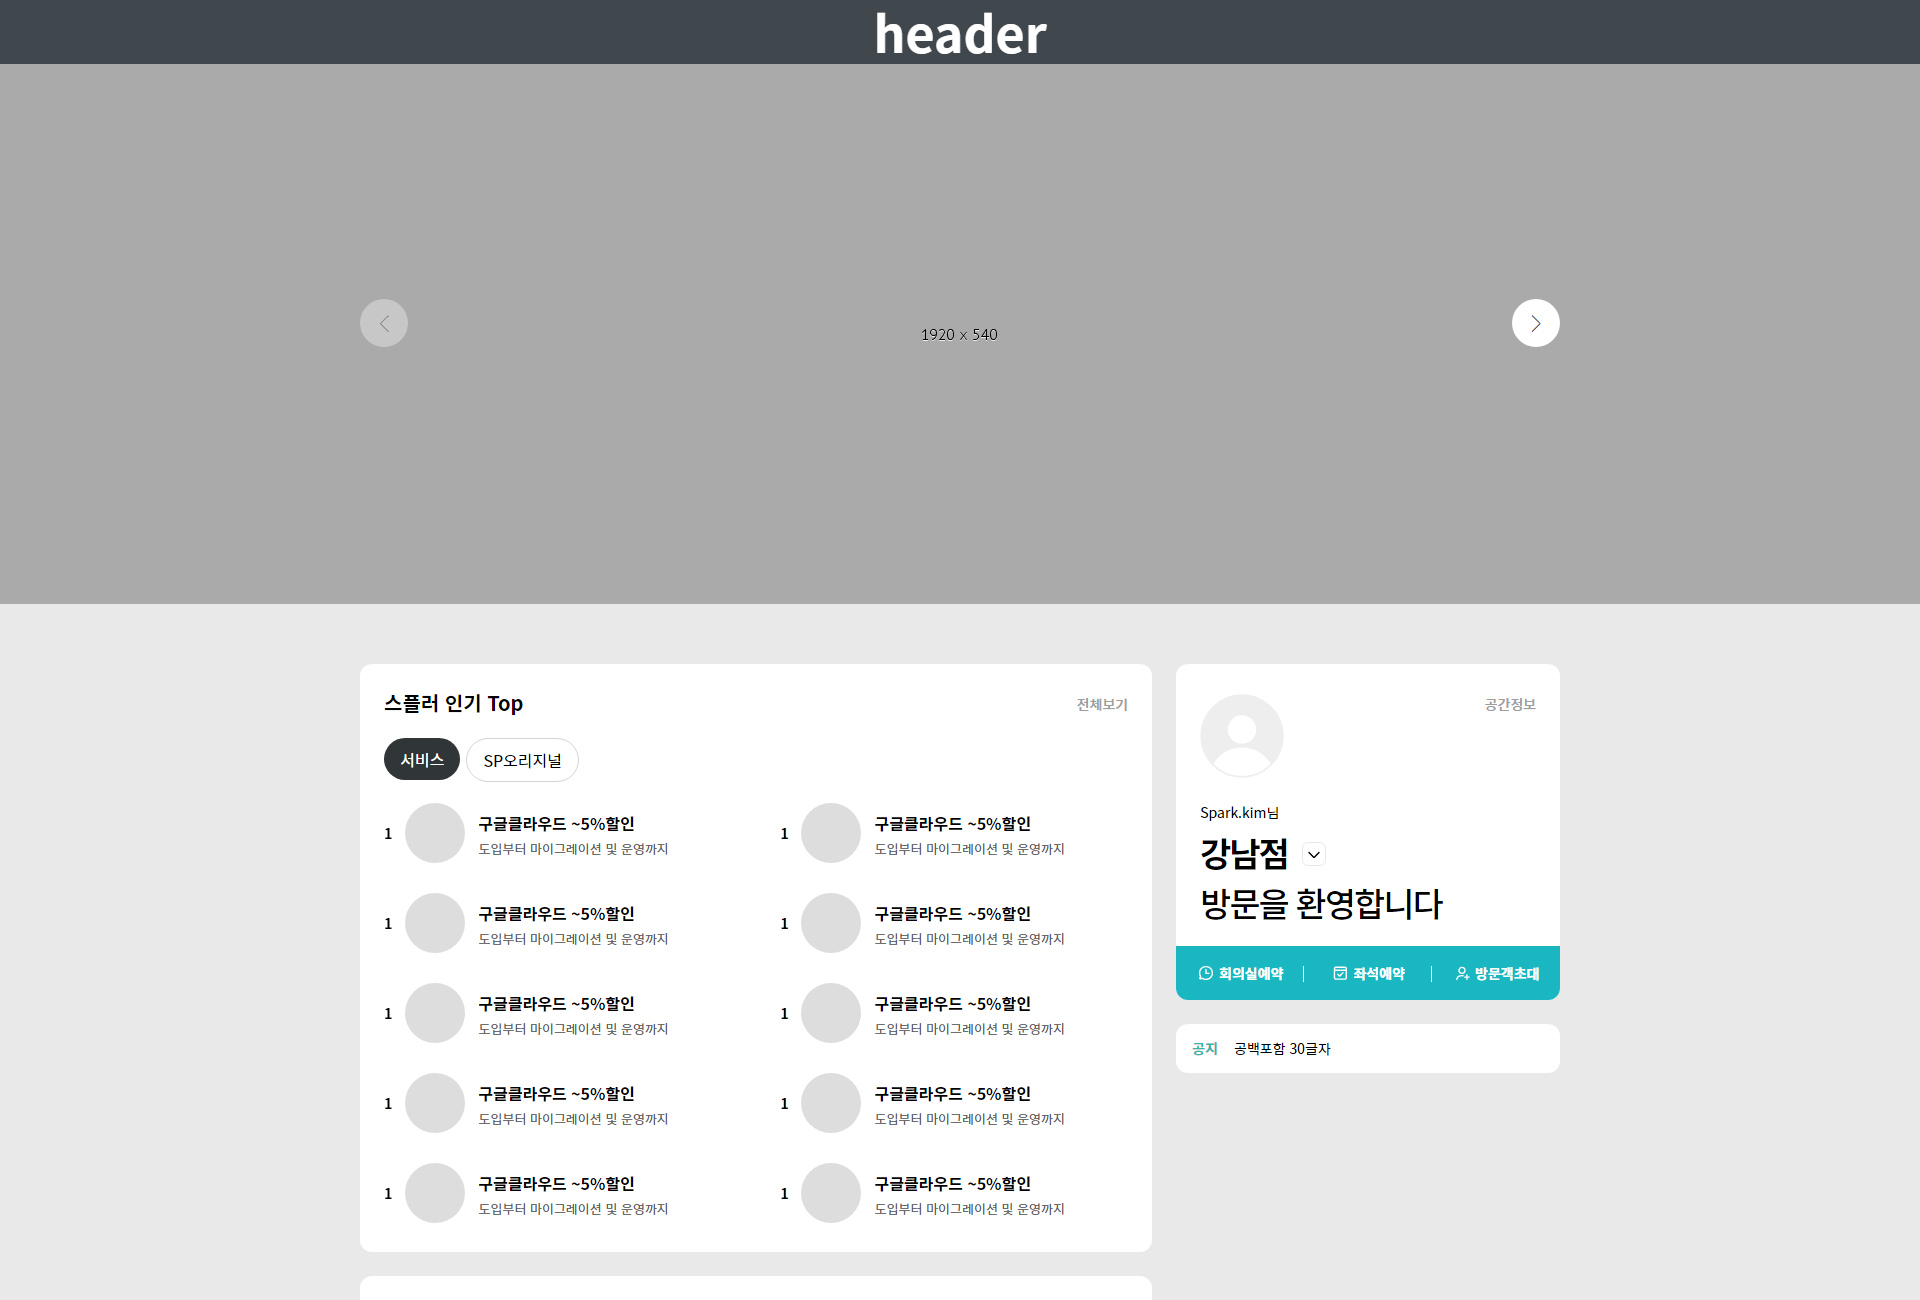 header
1920 x 540
스플러 인기 Top
전체보기
서비스
SP오리지널
1
구글클라우드 ~5%할인
도입부터 마이그레이션 및 운영까지
1
구글클라우드 ~5%할인
도입부터 마이그레이션 및 운영까지
1
구글클라우드 ~5%할인
도입부터 마이그레이션 및 운영까지
1
구글클라우드 ~5%할인
도입부터 마이그레이션 및 운영까지
1
구글클라우드 ~5%할인
도입부터 마이그레이션 및 운영까지
1
구글클라우드 ~5%할인
도입부터 마이그레이션 및 운영까지
1
구글클라우드 ~5%할인
도입부터 마이그레이션 및 운영까지
1
구글클라우드 ~5%할인
도입부터 마이그레이션 및 운영까지
1
구글클라우드 ~5%할인
도입부터 마이그레이션 및 운영까지
1
구글클라우드 ~5%할인
도입부터 마이그레이션 및 운영까지
공간정보
Spark.kim님
강남점
방문을 환영합니다
회의실예약
좌석예약
방문객초대
공지
공백포함 30글자